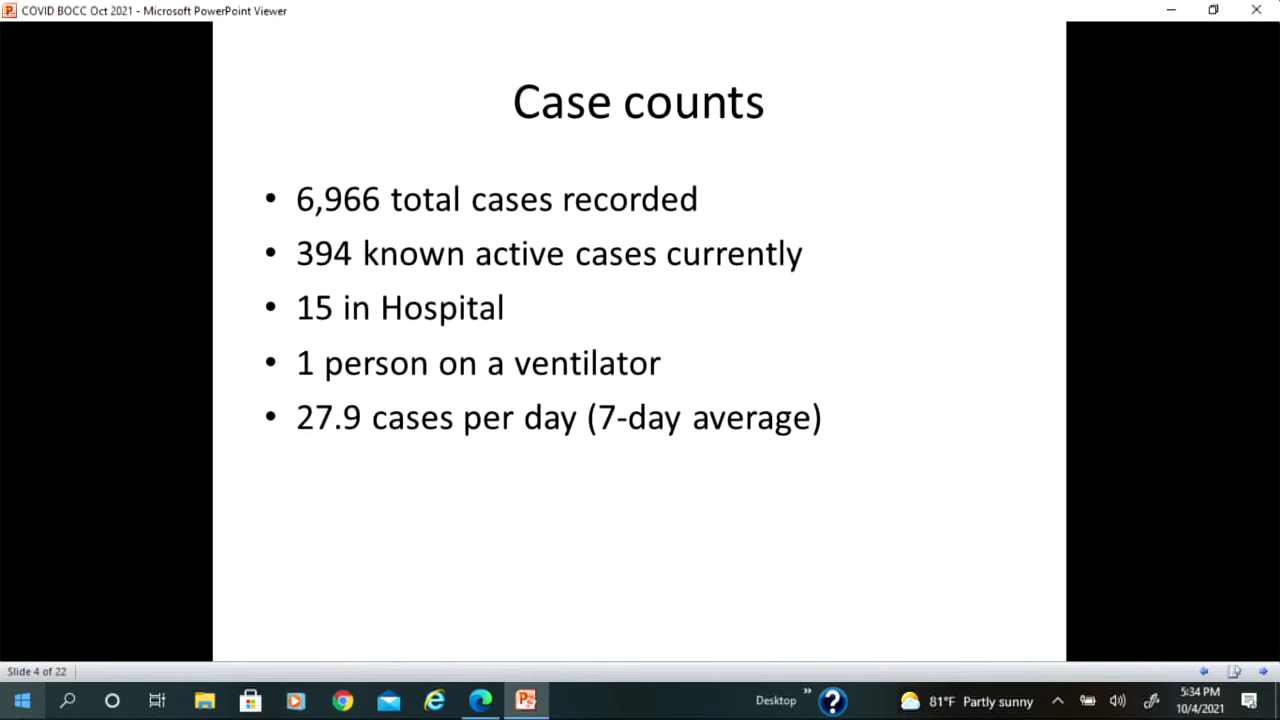 COVID BOCC Oct 2021 - Microsoft PowerPoint Viewer
Case counts
• 6,966 total cases recorded
• 394 known active cases currently
• 15 in Hospital
• 1 person on a ventilator
• 27.9 cases per day (7-day average)
Slide 4 of 22
Desktop
81°F Partly sunny
5:34 PM
10/4/2021